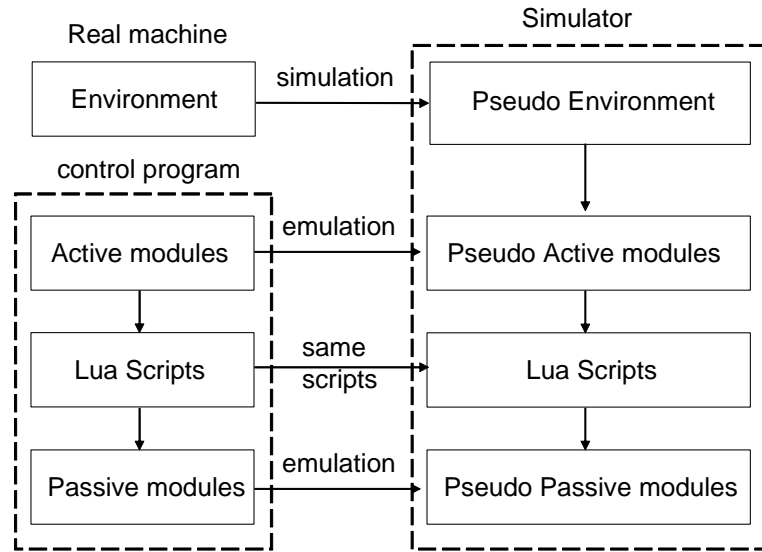 Simulator
Real machine
Environment
simulation
Pseudo Environment
control program
Active modules
emulation
Pseudo Active modules
Lua Scripts
same
scripts
Lua Scripts
Passive modules
emulation
Pseudo Passive modules